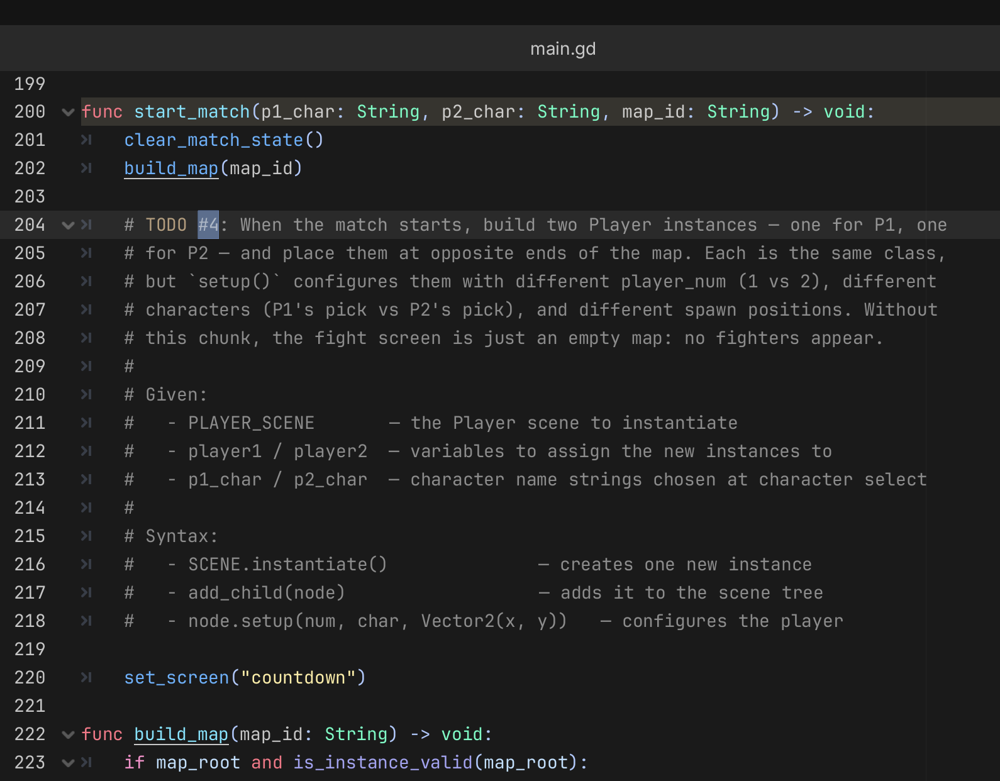 main.gd
199
200 func start_match(p1_char: String, p2_char: String, map_id: String) -> void:
201 clear_match_state()
202 build_map(map_id)
203
204 # TODO #4: When the match starts, build two Player instances — one for P1, one
205 # for P2 — and place them at opposite ends of the map. Each is the same class,
206 # but `setup()` configures them with different player_num (1 vs 2), different
207 # characters (P1's pick vs P2's pick), and different spawn positions. Without
208 # this chunk, the fight screen is just an empty map: no fighters appear.
209 #
210 # Given:
211 #   - PLAYER_SCENE       — the Player scene to instantiate
212 #   - player1 / player2  — variables to assign the new instances to
213 #   - p1_char / p2_char  — character name strings chosen at character select
214 #
215 # Syntax:
216 #   - SCENE.instantiate()              — creates one new instance
217 #   - add_child(node)                  — adds it to the scene tree
218 #   - node.setup(num, char, Vector2(x, y))   — configures the player
219
220 set_screen("countdown")
221
222 func build_map(map_id: String) -> void:
223 if map_root and is_instance_valid(map_root):